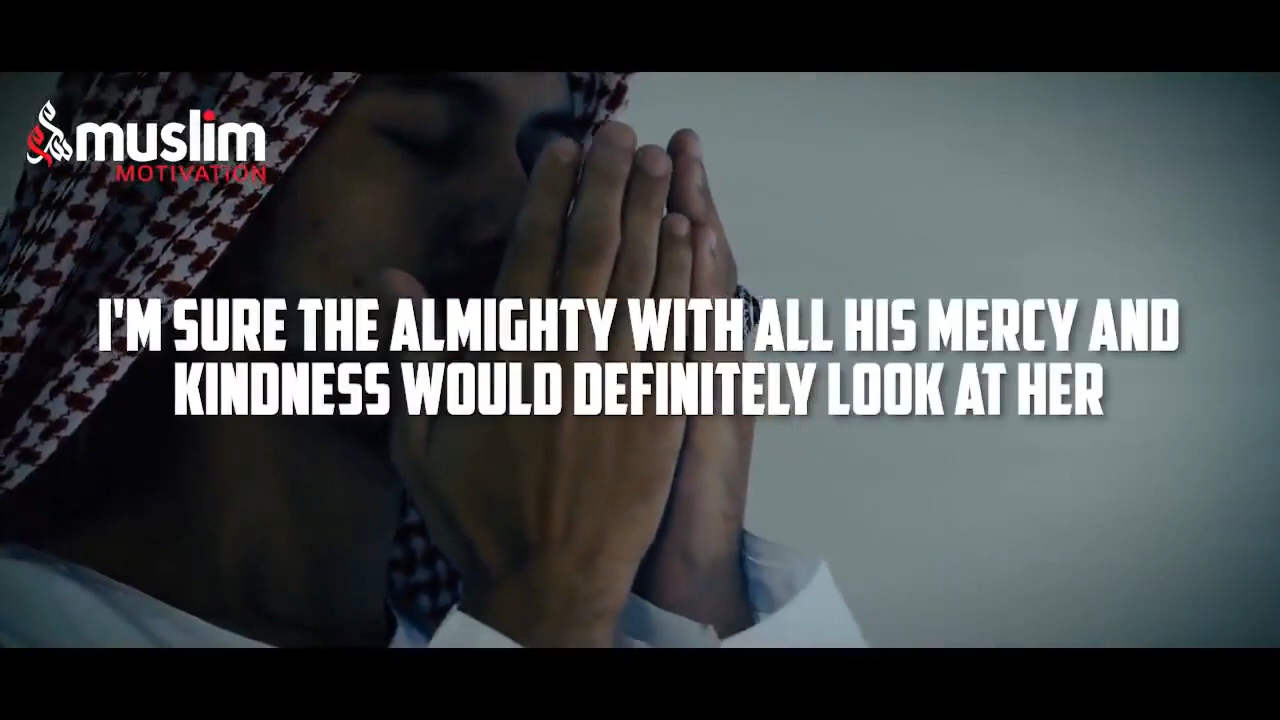 muslim
MOTIVATION
I'M SURE THE ALMIGHTY WITH ALL HIS MERCY AND
KINDNESS WOULD DEFINITELY LOOK AT HER